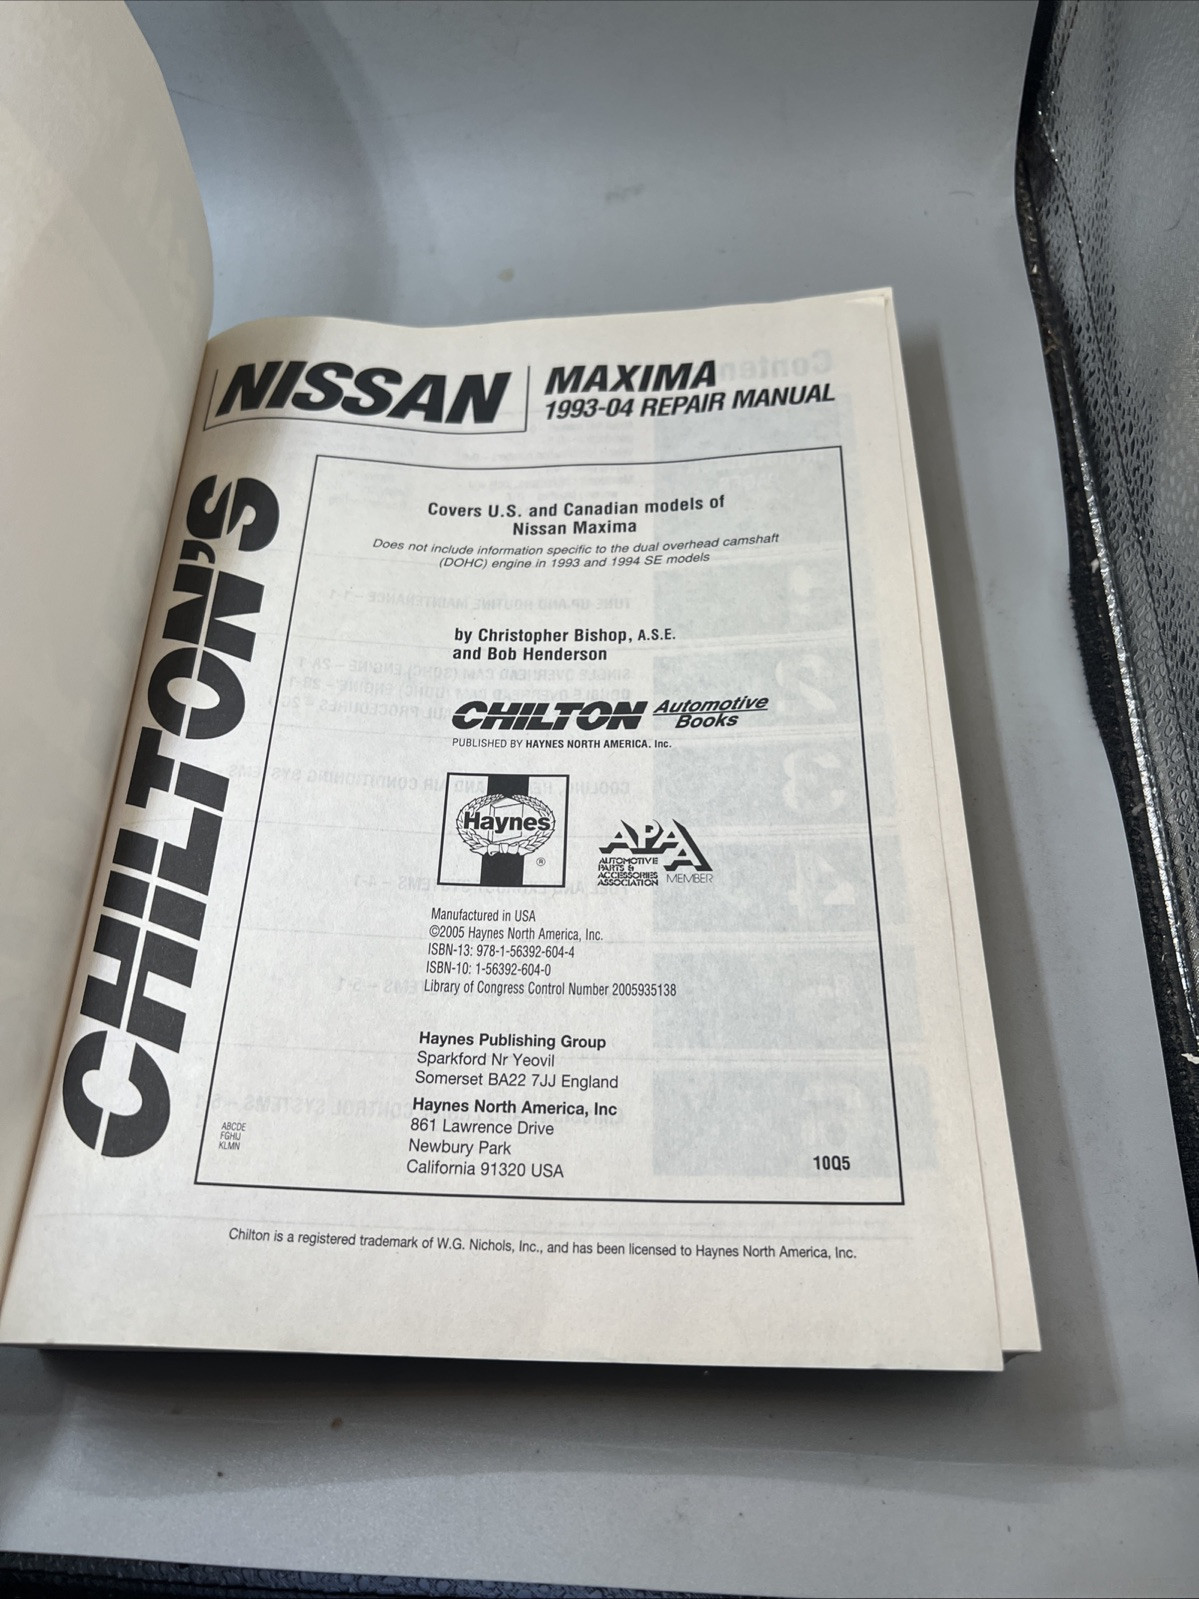 NISSAN
MAXIMA
1993-04 REPAIR MANUAL
CHILTON'S
Covers U.S. and Canadian models of
Nissan Maxima
Does not include information specific to the dual overhead camshaft
(DOHC) engine in 1993 and 1994 SE models
by Christopher Bishop, A.S.E.
and Bob Henderson
CHILTON Automotive
Books
PUBLISHED BY HAYNES NORTH AMERICA. Inc.
Haynes
®
APAA
AUTOMOTIVE
PARTS &
ACCESSORIES
ASSOCIATION MEMBER
Manufactured in USA
©2005 Haynes North America, Inc.
ISBN-13: 978-1-56392-604-4
ISBN-10: 1-56392-604-0
Library of Congress Control Number 2005935138
Haynes Publishing Group
Sparkford Nr Yeovil
Somerset BA22 7JJ England
Haynes North America, Inc
861 Lawrence Drive
Newbury Park
California 91320 USA
ABCDE
FGHIJ
KLMN
10Q5
Chilton is a registered trademark of W.G. Nichols, Inc., and has been licensed to Haynes North America, Inc.